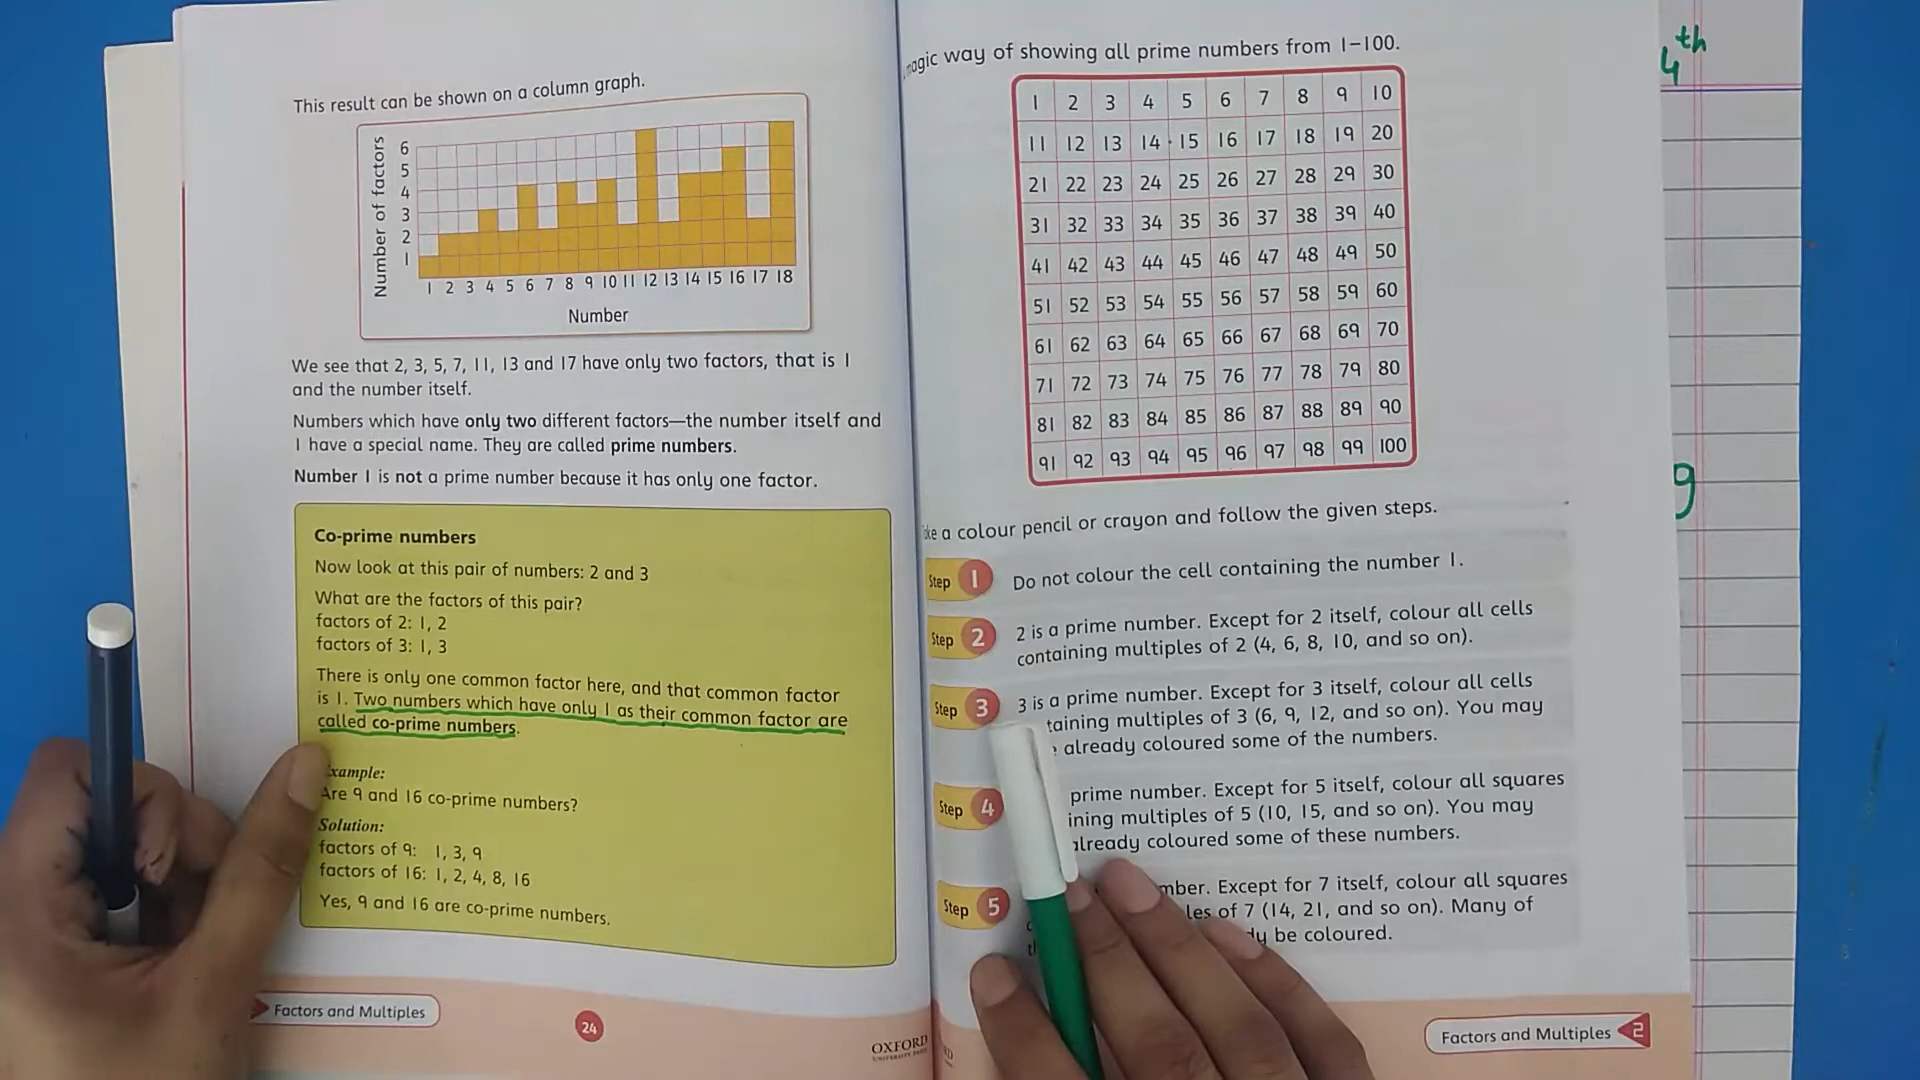 This result can be shown on a column graph.
Number of factors
6
5
4
3
2
1
1 2 3 4 5 6 7 8 9 10 11 12 13 14 15 16 17 18
Number
We see that 2, 3, 5, 7, 11, 13 and 17 have only two factors, that is 1
and the number itself.
Numbers which have only two different factors—the number itself and
1 have a special name. They are called prime numbers.
Number 1 is not a prime number because it has only one factor.
Co-prime numbers
Now look at this pair of numbers: 2 and 3
What are the factors of this pair?
factors of 2: 1, 2
factors of 3: 1, 3
There is only one common factor here, and that common factor
is 1. Two numbers which have only 1 as their common factor are
called co-prime numbers.
xample:
Are 9 and 16 co-prime numbers?
Solution:
factors of 9: 1, 3, 9
factors of 16: 1, 2, 4, 8, 16
Yes, 9 and 16 are co-prime numbers.
Factors and Multiples
24
OXFORD
UNIVERSITY PRESS
agic way of showing all prime numbers from 1–100.
1 2 3 4 5 6 7 8 9 10
11 12 13 14 15 16 17 18 19 20
21 22 23 24 25 26 27 28 29 30
31 32 33 34 35 36 37 38 39 40
41 42 43 44 45 46 47 48 49 50
51 52 53 54 55 56 57 58 59 60
61 62 63 64 65 66 67 68 69 70
71 72 73 74 75 76 77 78 79 80
81 82 83 84 85 86 87 88 89 90
91 92 93 94 95 96 97 98 99 100
ke a colour pencil or crayon and follow the given steps.
Step 1 Do not colour the cell containing the number 1.
Step 2 2 is a prime number. Except for 2 itself, colour all cells
containing multiples of 2 (4, 6, 8, 10, and so on).
Step 3 3 is a prime number. Except for 3 itself, colour all cells
taining multiples of 3 (6, 9, 12, and so on). You may
already coloured some of the numbers.
Step 4 prime number. Except for 5 itself, colour all squares
ining multiples of 5 (10, 15, and so on). You may
already coloured some of these numbers.
Step 5 mber. Except for 7 itself, colour all squares
les of 7 (14, 21, and so on). Many of
dy be coloured.
Factors and Multiples 2
4th
g